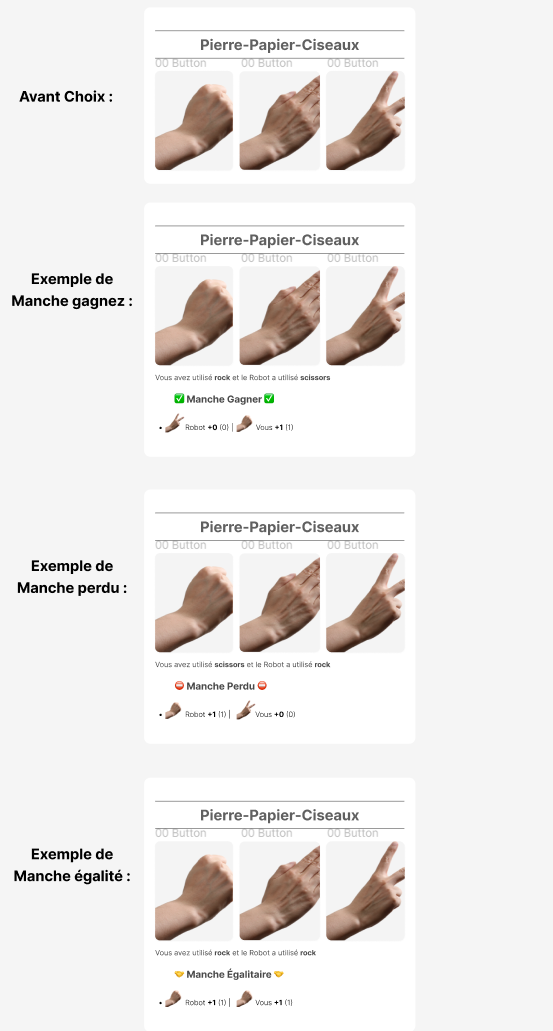 Avant Choix :
Pierre-Papier-Ciseaux
00 Button 00 Button 00 Button
Exemple de
Manche gagnez :
Pierre-Papier-Ciseaux
00 Button 00 Button 00 Button
Vous avez utilisé rock et le Robot a utilisé scissors
✅ Manche Gagner ✅
• Robot +0 (0) | Vous +1 (1)
Exemple de
Manche perdu :
Pierre-Papier-Ciseaux
00 Button 00 Button 00 Button
Vous avez utilisé scissors et le Robot a utilisé rock
⛔ Manche Perdu ⛔
• Robot +1 (1) | Vous +0 (0)
Exemple de
Manche égalité :
Pierre-Papier-Ciseaux
00 Button 00 Button 00 Button
Vous avez utilisé rock et le Robot a utilisé rock
🤝 Manche Égalitaire 🤝
• Robot +1 (1) | Vous +1 (1)